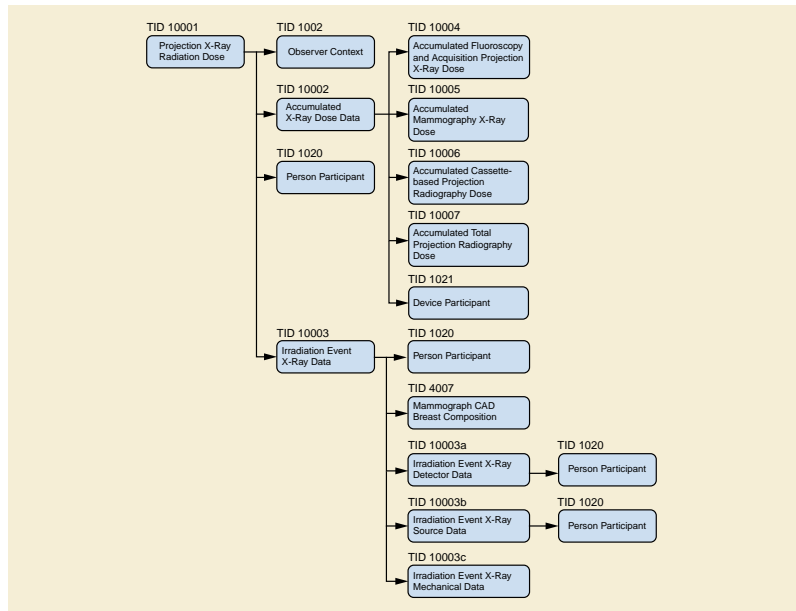 TID 10001
Projection X-Ray
Radiation Dose
TID 1002
Observer Context
TID 10002
Accumulated
X-Ray Dose Data
TID 1020
Person Participant
TID 10004
Accumulated Fluoroscopy
and Acquisition Projection
X-Ray Dose
TID 10005
Accumulated
Mammography X-Ray
Dose
TID 10006
Accumulated Cassette-
based Projection
Radiography Dose
TID 10007
Accumulated Total
Projection Radiography
Dose
TID 1021
Device Participant
TID 10003
Irradiation Event
X-Ray Data
TID 1020
Person Participant
TID 4007
Mammograph CAD
Breast Composition
TID 10003a
Irradiation Event X-Ray
Detector Data
TID 1020
Person Participant
TID 10003b
Irradiation Event X-Ray
Source Data
TID 1020
Person Participant
TID 10003c
Irradiation Event X-Ray
Mechanical Data